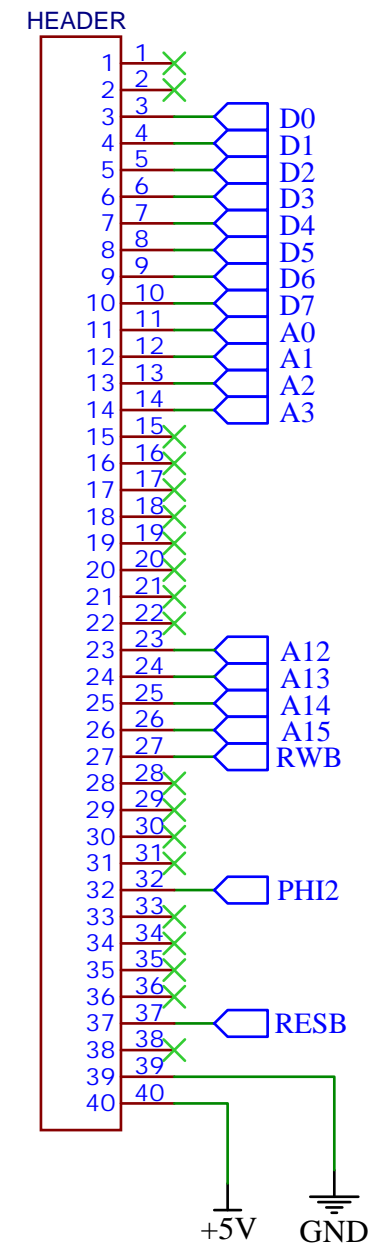 HEADER
1 1
2 2
3 3 D0
4 4 D1
5 5 D2
6 6 D3
7 7 D4
8 8 D5
9 9 D6
10 10 D7
11 11 A0
12 12 A1
13 13 A2
14 14 A3
15 15
16 16
17 17
18 18
19 19
20 20
21 21
22 22
23 23 A12
24 24 A13
25 25 A14
26 26 A15
27 27 RWB
28 28
29 29
30 30
31 31
32 32 PHI2
33 33
34 34
35 35
36 36
37 37 RESB
38 38
39 39
40 40
+5V GND